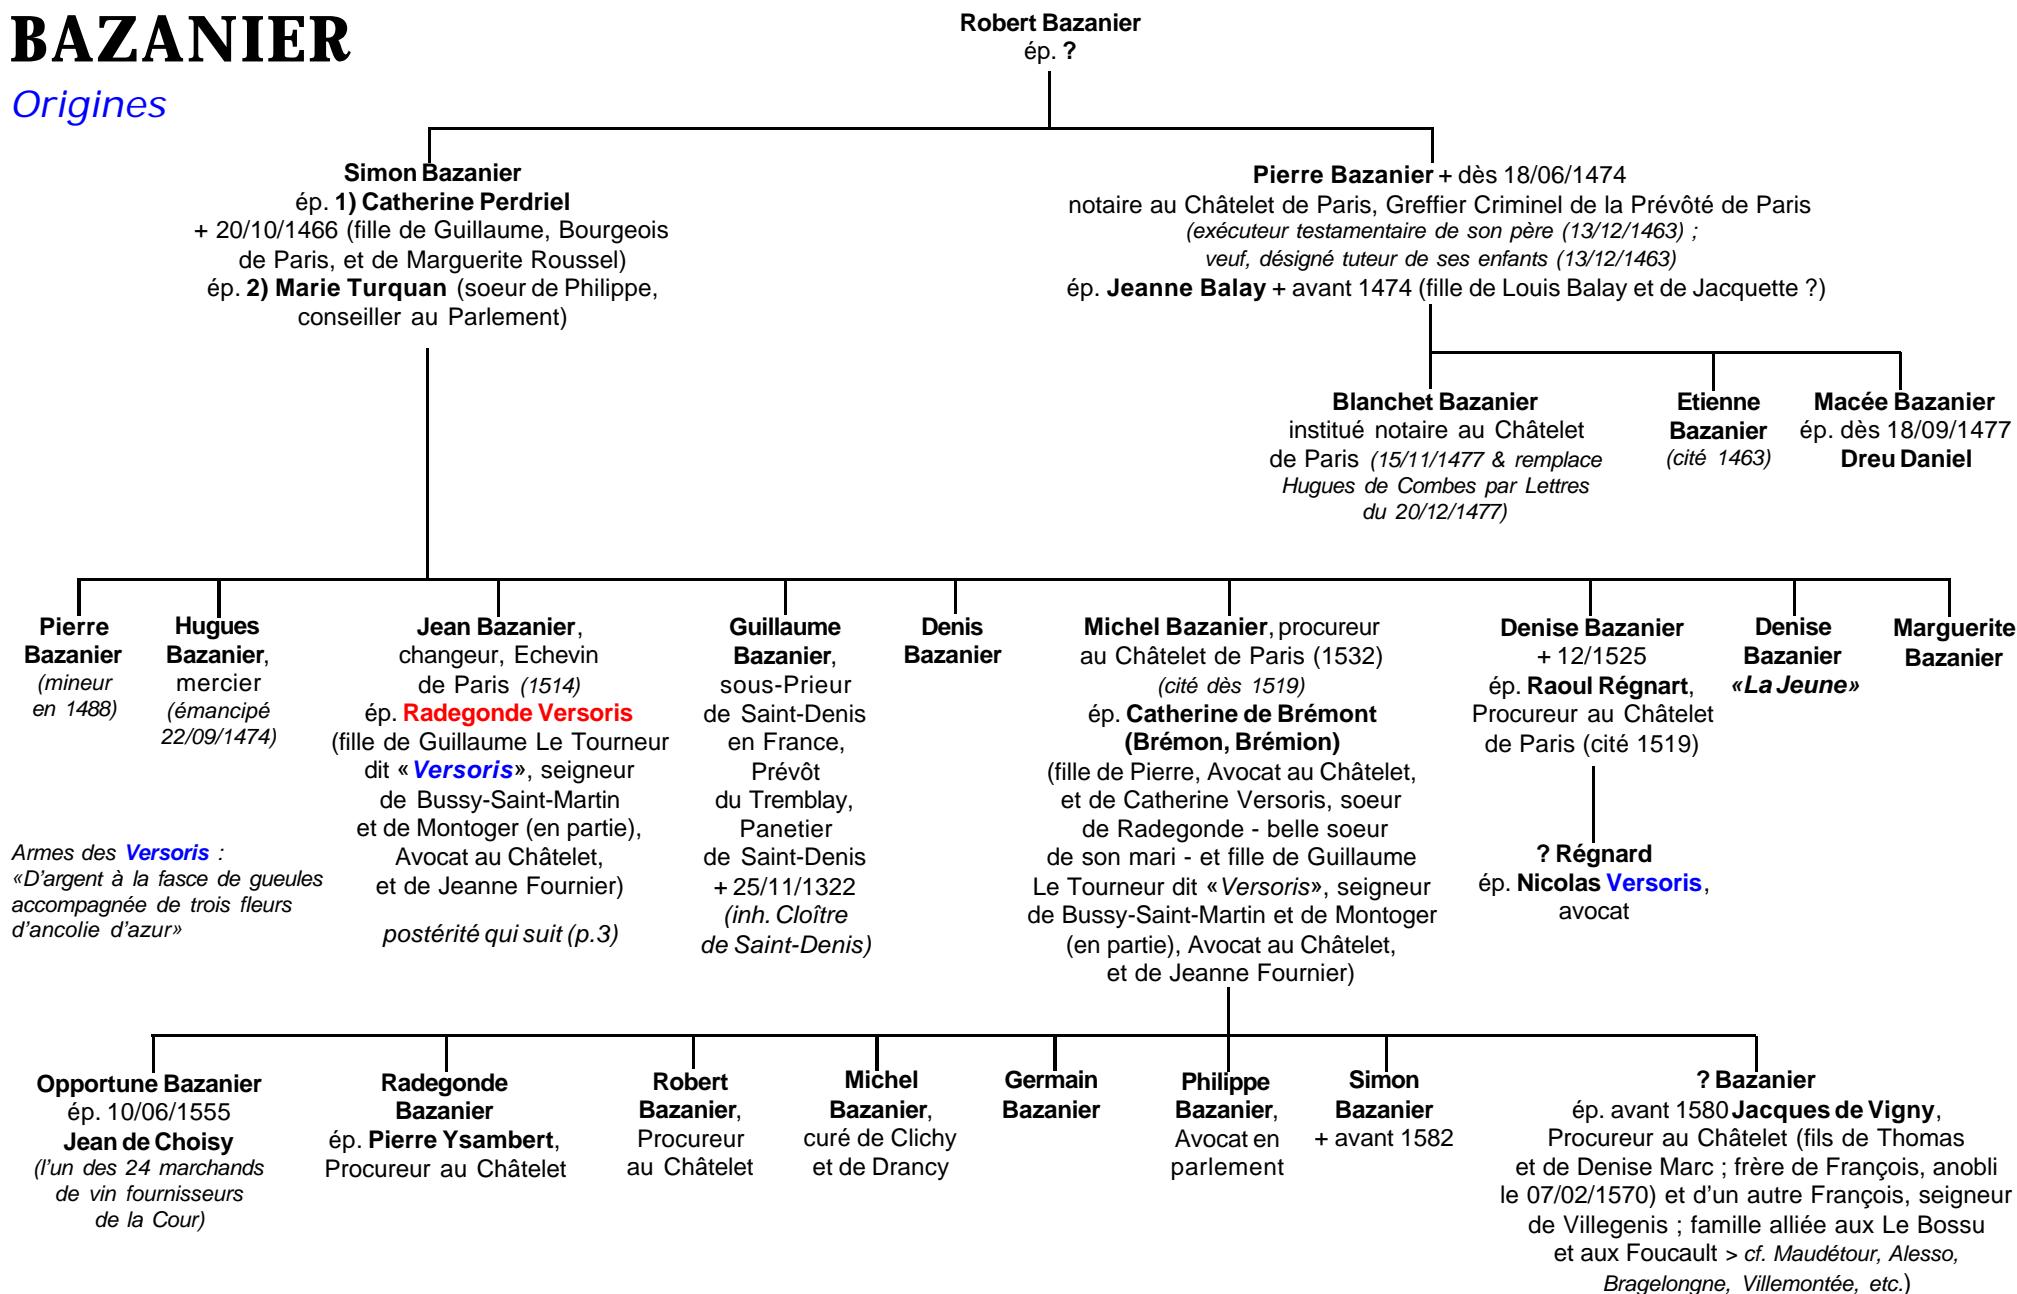 BAZANIER
Origines
Robert Bazanier
ép. ?
Simon Bazanier
ép. 1) Catherine Perdriel
+ 20/10/1466 (fille de Guillaume, Bourgeois
de Paris, et de Marguerite Roussel)
ép. 2) Marie Turquan (soeur de Philippe,
conseiller au Parlement)
Pierre Bazanier + dès 18/06/1474
notaire au Châtelet de Paris, Greffier Criminel de la Prévôté de Paris
(exécuteur testamentaire de son père (13/12/1463) ;
veuf, désigné tuteur de ses enfants (13/12/1463)
ép. Jeanne Balay + avant 1474 (fille de Louis Balay et de Jacquette ?)
Blanchet Bazanier
institué notaire au Châtelet
de Paris (15/11/1477 & remplace
Hugues de Combes par Lettres
du 20/12/1477)
Etienne
Bazanier
(cité 1463)
Macée Bazanier
ép. dès 18/09/1477
Dreu Daniel
Pierre
Bazanier
(mineur
en 1488)
Hugues
Bazanier,
mercier
(émancipé
22/09/1474)
Jean Bazanier,
changeur, Echevin
de Paris (1514)
ép. Radegonde Versoris
(fille de Guillaume Le Tourneur
dit «Versoris», seigneur
de Bussy-Saint-Martin
et de Montoger (en partie),
Avocat au Châtelet,
et de Jeanne Fournier)
postérité qui suit (p.3)
Guillaume
Bazanier,
sous-Prieur
de Saint-Denis
en France,
Prévôt
du Tremblay,
Panetier
de Saint-Denis
+ 25/11/1322
(inh. Cloître
de Saint-Denis)
Denis
Bazanier
Michel Bazanier, procureur
au Châtelet de Paris (1532)
(cité dès 1519)
ép. Catherine de Brémont
(Brémon, Brémion)
(fille de Pierre, Avocat au Châtelet,
et de Catherine Versoris, soeur
de Radegonde - belle soeur
de son mari - et fille de Guillaume
Le Tourneur dit «Versoris», seigneur
de Bussy-Saint-Martin et de Montoger
(en partie), Avocat au Châtelet,
et de Jeanne Fournier)
Denise Bazanier
+ 12/1525
ép. Raoul Régnart,
Procureur au Châtelet
de Paris (cité 1519)
? Régnard
ép. Nicolas Versoris,
avocat
Denise
Bazanier
«La Jeune»
Marguerite
Bazanier
Armes des Versoris :
«D'argent à la fasce de gueules
accompagnée de trois fleurs
d'ancolie d'azur»
Opportune Bazanier
ép. 10/06/1555
Jean de Choisy
(l'un des 24 marchands
de vin fournisseurs
de la Cour)
Radegonde
Bazanier
ép. Pierre Ysambert,
Procureur au Châtelet
Robert
Bazanier,
Procureur
au Châtelet
Michel
Bazanier,
curé de Clichy
et de Drancy
Germain
Bazanier
Philippe
Bazanier,
Avocat en
parlement
Simon
Bazanier
+ avant 1582
? Bazanier
ép. avant 1580 Jacques de Vigny,
Procureur au Châtelet (fils de Thomas
et de Denise Marc ; frère de François, anobli
le 07/02/1570) et d'un autre François, seigneur
de Villegenis ; famille alliée aux Le Bossu
et aux Foucault > cf. Maudétour, Alesso,
Bragelongne, Villemontée, etc.)